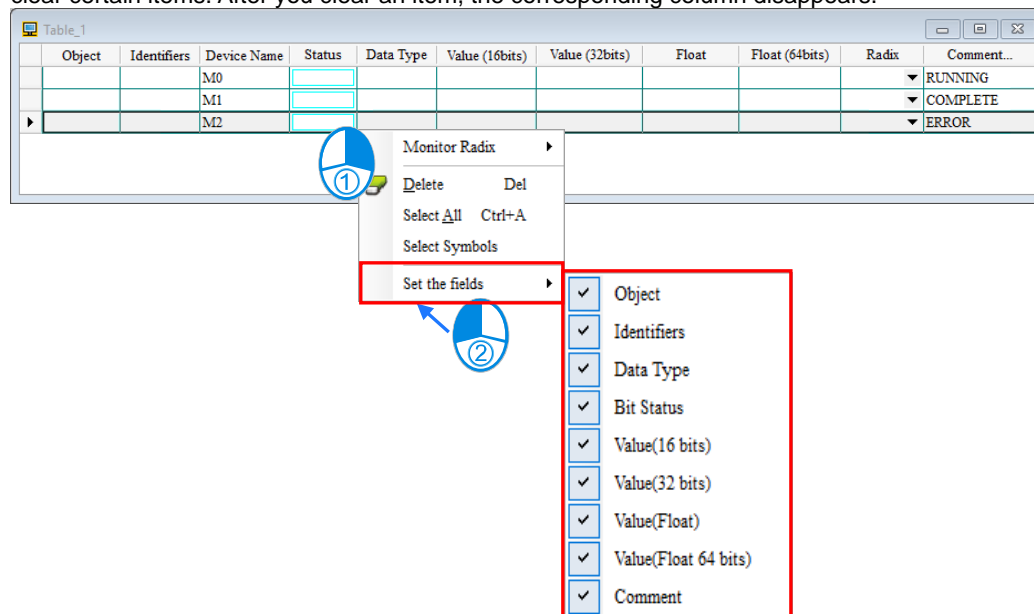 clear certain items. After you clear an item, the corresponding column disappears.
Table_1
Object Identifiers Device Name Status Data Type Value (16bits) Value (32bits) Float Float (64bits) Radix Comment...
M0 RUNNING
M1 COMPLETE
M2 ERROR
Monitor Radix
1
Delete Del
Select All Ctrl+A
Select Symbols
Set the fields
2
Object
Identifiers
Data Type
Bit Status
Value(16 bits)
Value(32 bits)
Value(Float)
Value(Float 64 bits)
Comment